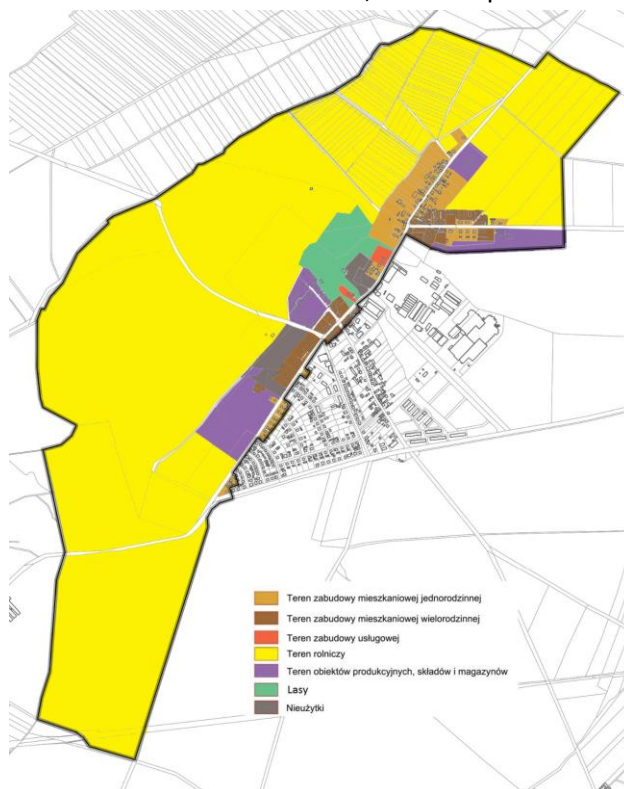 Teren zabudowy mieszkaniowej jednorodzinnej
Teren zabudowy mieszkaniowej wielorodzinnej
Teren zabudowy usługowej
Teren rolniczy
Teren obiektów produkcyjnych, składów i magazynów
Lasy
Nieużytki